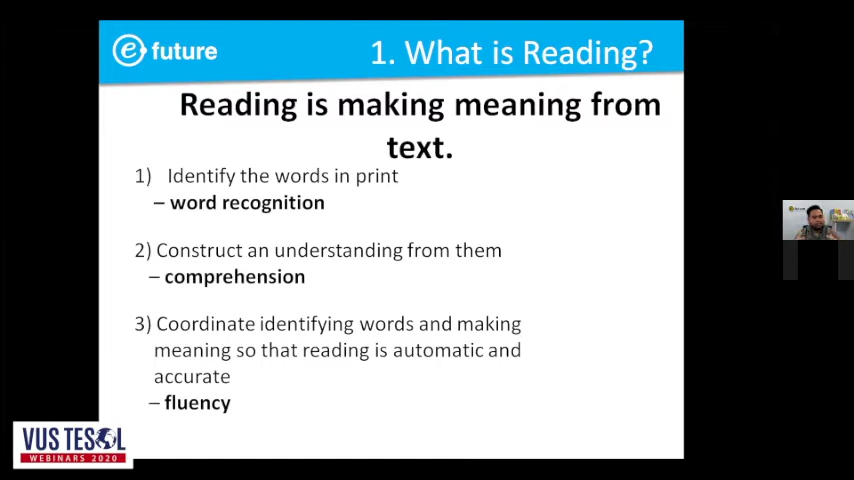 e future
1. What is Reading?
Reading is making meaning from
text.
1) Identify the words in print
– word recognition
2) Construct an understanding from them
– comprehension
3) Coordinate identifying words and making
meaning so that reading is automatic and
accurate
– fluency
VUS TESOL
WEBINARS 2020